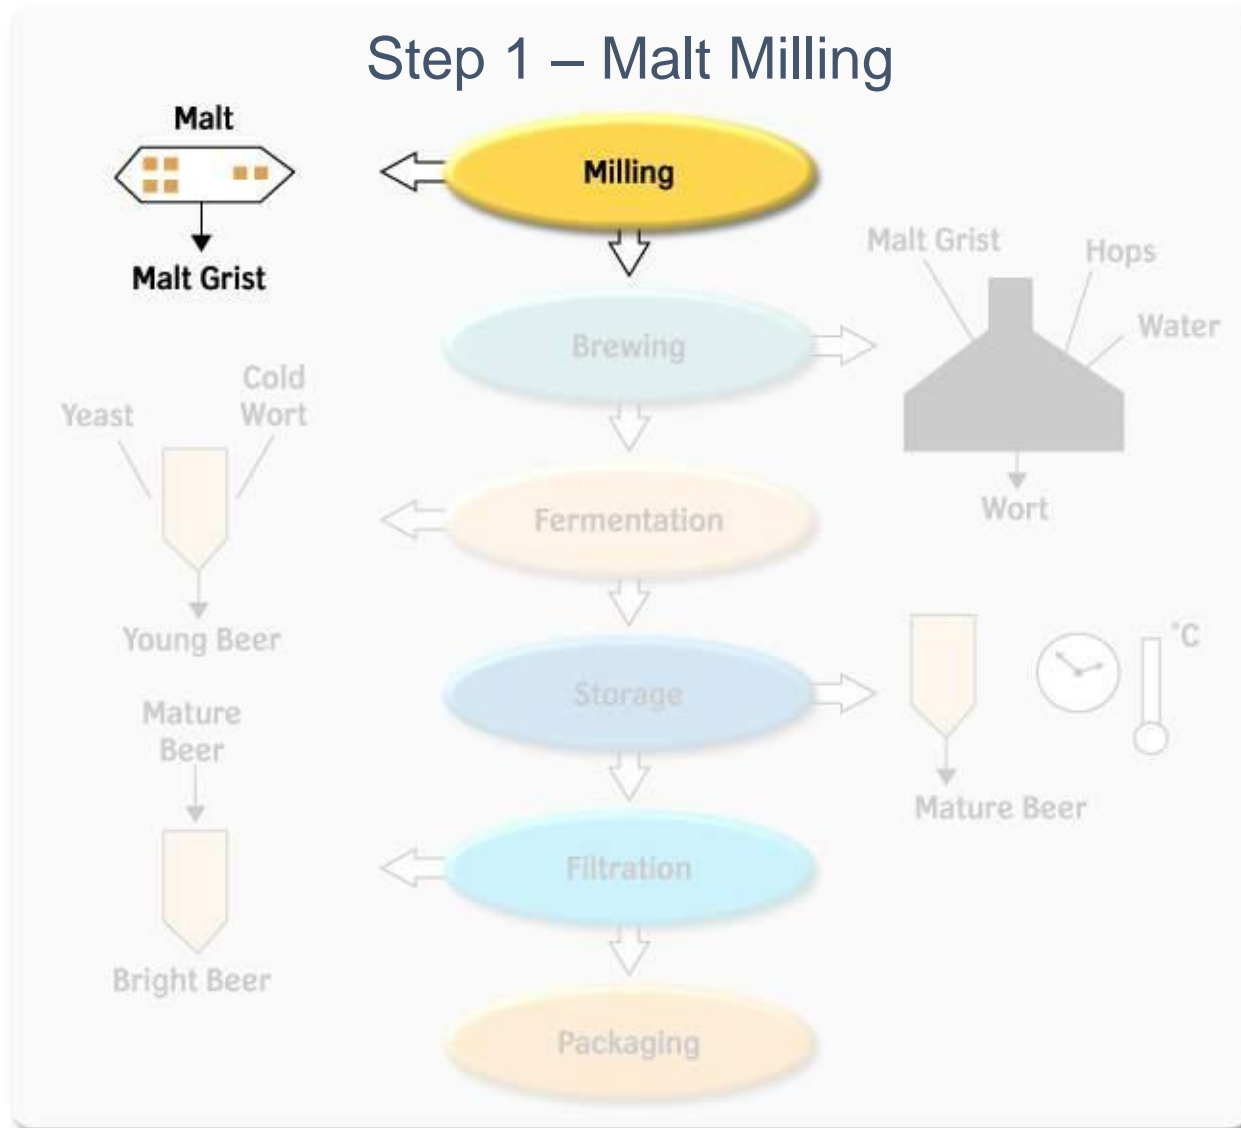 Step 1 – Malt Milling
Malt
Milling
Malt Grist
Malt Grist
Hops
Water
Brewing
Wort
Cold
Wort
Yeast
Fermentation
Young Beer
°C
Storage
Mature Beer
Mature
Beer
Filtration
Bright Beer
Packaging